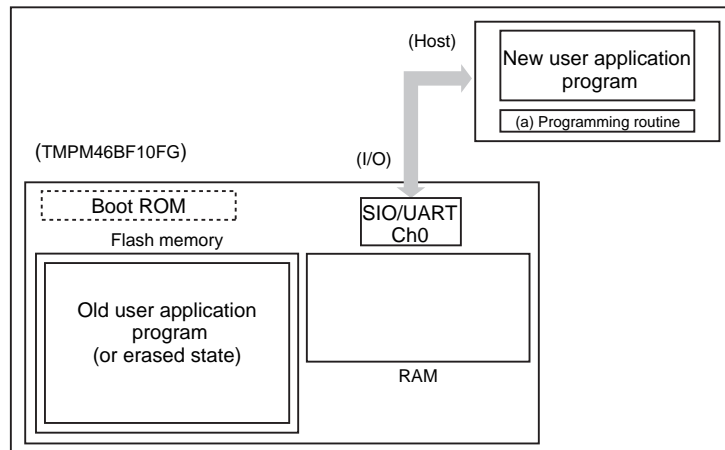 (Host)
New user application
program
(a) Programming routine
(TMPM46BF10FG)
(I/O)
Boot ROM
SIO/UART
Ch0
Flash memory
Old user application
program
(or erased state)
RAM